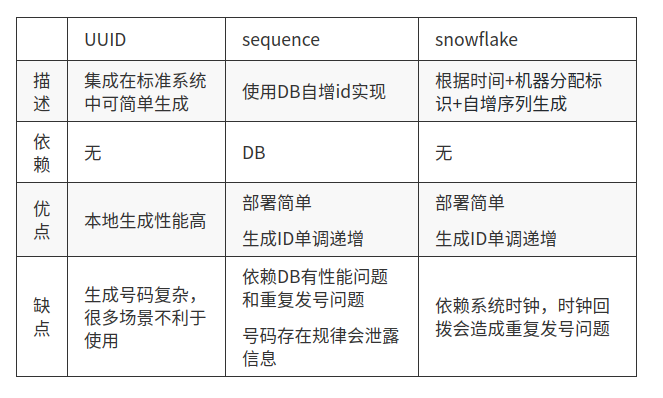 UUID
sequence
snowflake
描
述
集成在标准系统
中可简单生成
使用DB自增id实现
根据时间+机器分配标
识+自增序列生成
依
赖
无
DB
无
优
点
本地生成性能高
部署简单
生成ID单调递增
部署简单
生成ID单调递增
缺
点
生成号码复杂，
很多场景不利于
使用
依赖DB有性能问题
和重复发号问题
号码存在规律会泄露
信息
依赖系统时钟，时钟回
拨会造成重复发号问题